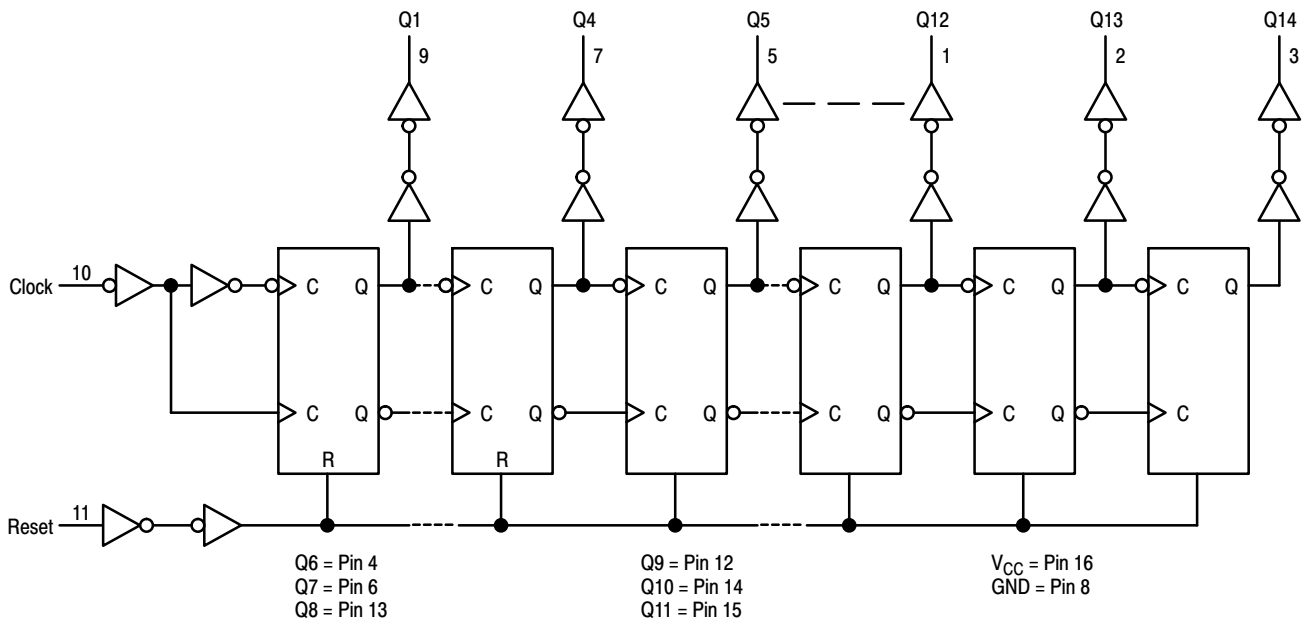 Q1 Q4 Q5 Q12 Q13 Q14
9 7 5 1 2 3
Clock 10 C Q C Q C Q C Q C Q C Q
C Q C Q C Q C Q C Q C
R R
Reset 11
Q6 = Pin 4
Q7 = Pin 6
Q8 = Pin 13
Q9 = Pin 12
Q10 = Pin 14
Q11 = Pin 15
VCC = Pin 16
GND = Pin 8